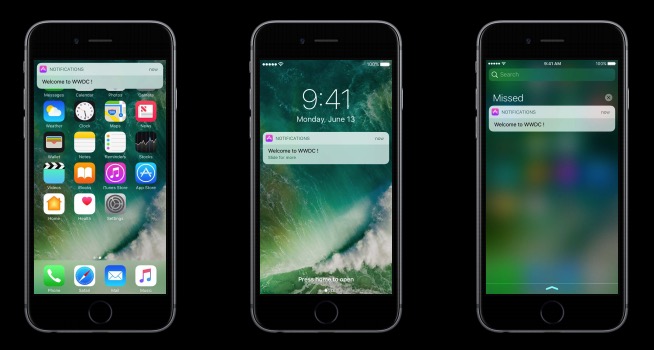 NOTIFICATIONS
now
Welcome to WWDC !
Messages Calendar Photos Camera
Weather Clock Maps News
Wallet Notes Reminders Stocks
Videos iBooks iTunes Store App Store
Home Health Settings
Phone Safari Mail Music
100%
9:41
Monday, June 13
NOTIFICATIONS
now
Welcome to WWDC !
Slide for more
Press home to open
9:41 AM
100%
Search
Missed
NOTIFICATIONS
now
Welcome to WWDC !